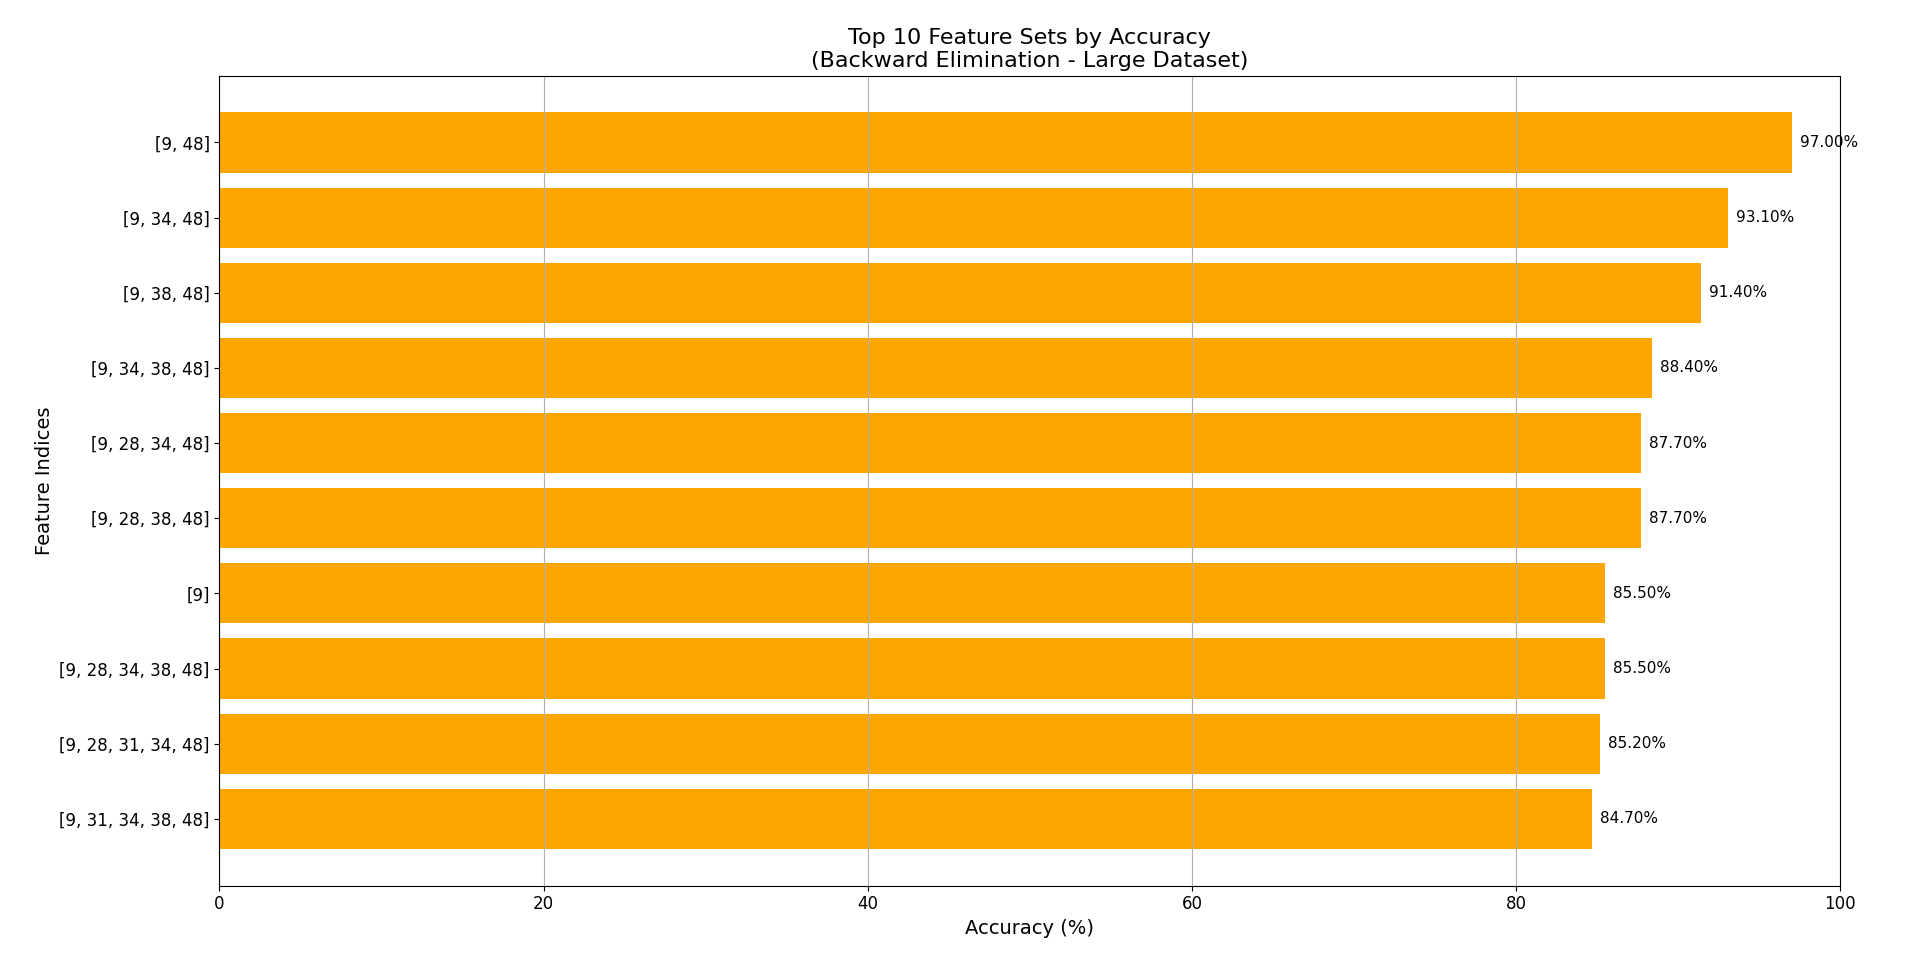 Top 10 Feature Sets by Accuracy
(Backward Elimination - Large Dataset)
Feature Indices
[9, 48] 97.00%
[9, 34, 48] 93.10%
[9, 38, 48] 91.40%
[9, 34, 38, 48] 88.40%
[9, 28, 34, 48] 87.70%
[9, 28, 38, 48] 87.70%
[9] 85.50%
[9, 28, 34, 38, 48] 85.50%
[9, 28, 31, 34, 48] 85.20%
[9, 31, 34, 38, 48] 84.70%
0 20 40 60 80 100
Accuracy (%)